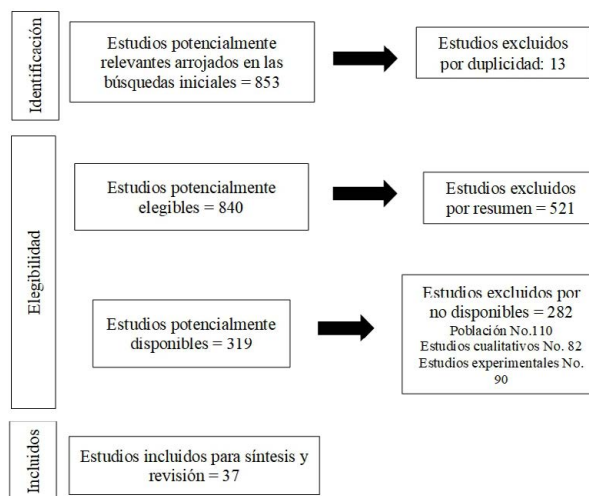 Identificación
Estudios potencialmente
relevantes arrojados en las
búsquedas iniciales = 853
Estudios excluidos
por duplicidad: 13
Elegibilidad
Estudios potencialmente
elegibles = 840
Estudios excluidos
por resumen = 521
Estudios potencialmente
disponibles = 319
Estudios excluidos por
no disponibles = 282
Población No.110
Estudios cualitativos No. 82
Estudios experimentales No.
90
Incluidos
Estudios incluidos para síntesis y
revisión = 37